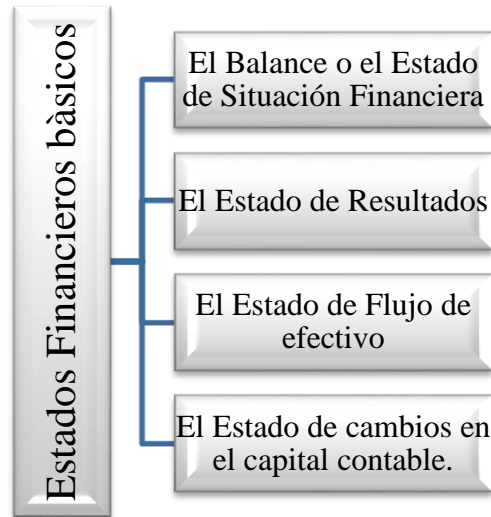 Estados Financieros bàsicos
El Balance o el Estado
de Situación Financiera
El Estado de Resultados
El Estado de Flujo de
efectivo
El Estado de cambios en
el capital contable.